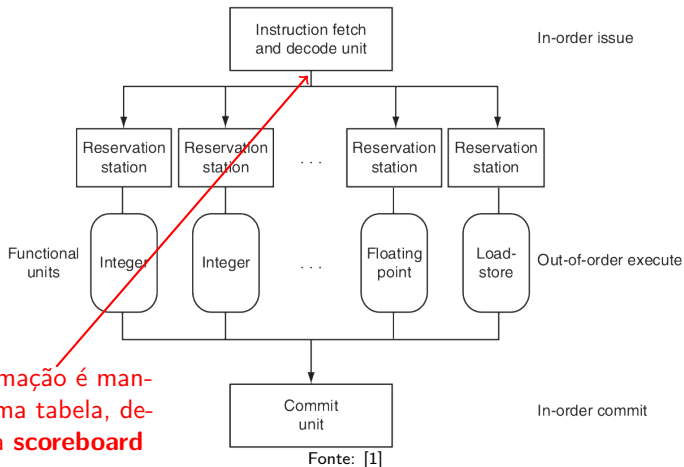 Instruction fetch
and decode unit
In-order issue
Reservation
station
Reservation
station
. . .
Reservation
station
Reservation
station
Functional
units
Integer
Integer
. . .
Floating
point
Load-
store
Out-of-order execute
mação é man-
ma tabela, de-
a scoreboard
Commit
unit
In-order commit
Fonte: [1]